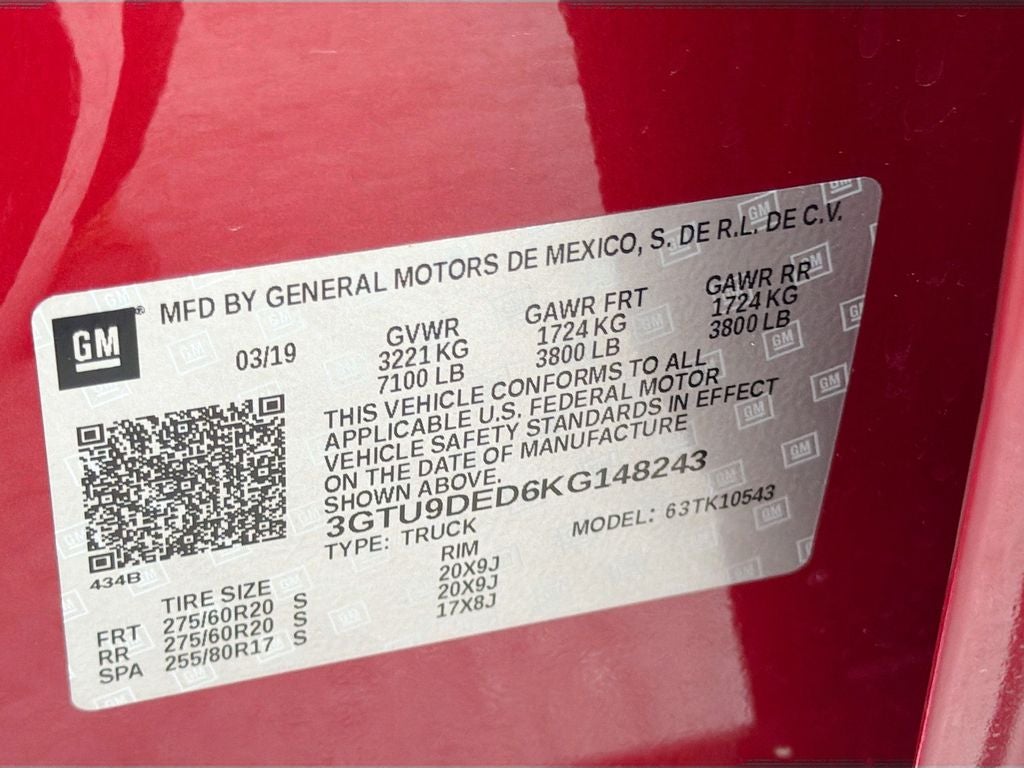 MFD BY GENERAL MOTORS DE MEXICO, S. DE R.L. DE C.V.
GM®
03/19
GVWR GAWR FRT GAWR RR
3221 KG 1724 KG 1724 KG
7100 LB 3800 LB 3800 LB
THIS VEHICLE CONFORMS TO ALL
APPLICABLE U.S. FEDERAL MOTOR
VEHICLE SAFETY STANDARDS IN EFFECT
ON THE DATE OF MANUFACTURE
SHOWN ABOVE.
3GTU9DED6KG148243
TYPE: TRUCK MODEL: 63TK10543
434B
TIRE SIZE RIM
FRT 275/60R20 S 20X9J
RR 275/60R20 S 20X9J
SPA 255/80R17 S 17X8J